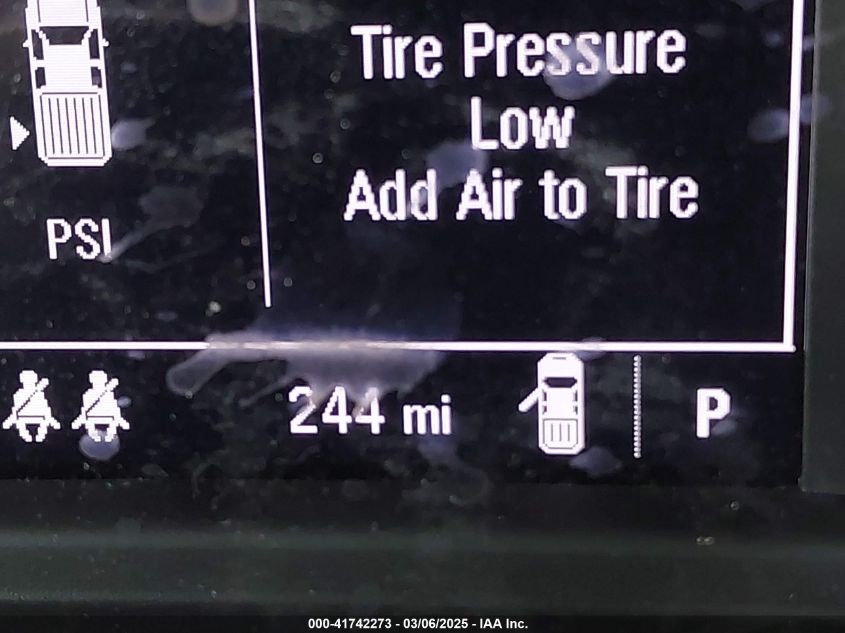 Tire Pressure
Low
Add Air to Tire
PSI
244 mi
P
000-41742273 - 03/06/2025 - IAA Inc.